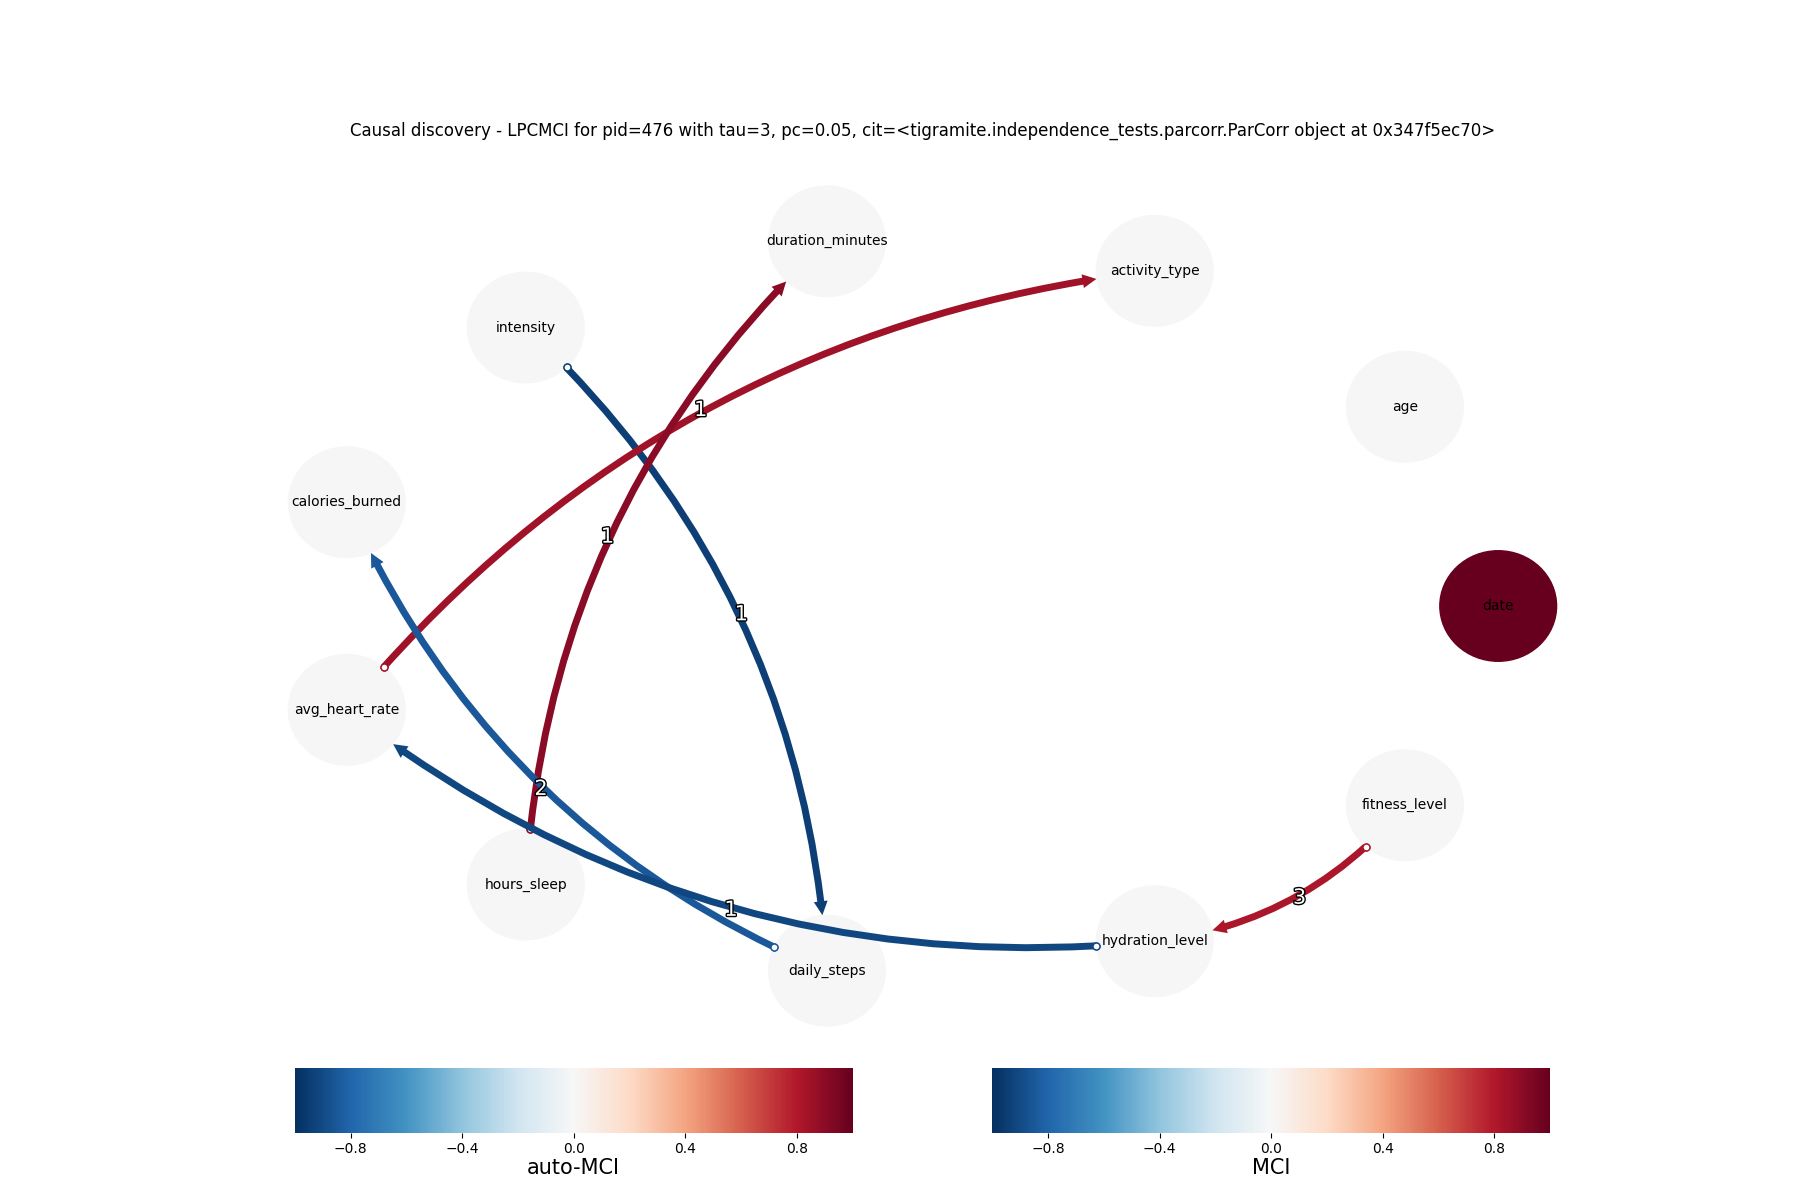 Causal discovery - LPCMCI for pid=476 with tau=3, pc=0.05, cit=<tigramite.independence_tests.parcorr.ParCorr object at 0x347f5ec70>
duration_minutes
activity_type
intensity
age
1
calories_burned
1
date
1
avg_heart_rate
2
fitness_level
hours_sleep
3
1
hydration_level
daily_steps
−0.8 −0.4 0.0 0.4 0.8
auto-MCI
−0.8 −0.4 0.0 0.4 0.8
MCI